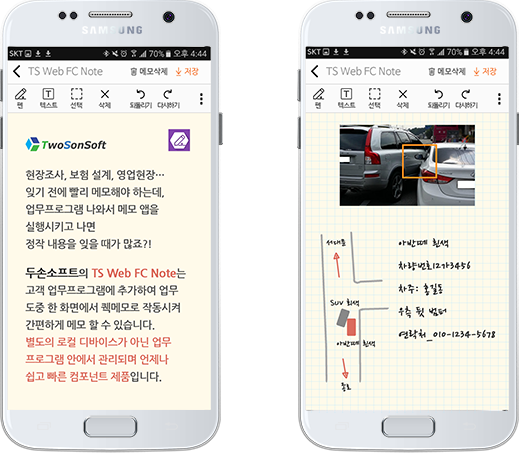 SAMSUNG
SKT 70% 오후 4:44
TS Web FC Note 메모삭제 저장
펜 텍스트 선택 삭제 되돌리기 다시하기
TwoSonSoft
현장조사, 보험 설계, 영업현장…
잊기 전에 빨리 메모해야 하는데,
업무프로그램 나와서 메모 앱을
실행시키고 나면
정작 내용을 잊을 때가 많죠?!
두손소프트의 TS Web FC Note는
고객 업무프로그램에 추가하여 업무
도중 한 화면에서 퀵메모로 작동시켜
간편하게 메모 할 수 있습니다.
별도의 로컬 디바이스가 아닌 업무
프로그램 안에서 관리되며 언제나
쉽고 빠른 컴포넌트 제품입니다.
SAMSUNG
SKT 70% 오후 4:44
TS Web FC Note 메모삭제 저장
펜 텍스트 선택 삭제 되돌리기 다시하기
서대문
SUV 회색
아반떼 흰색
종로
아반떼 흰색
차량번호12가3456
차주: 홍길동
우측 뒷 범퍼
연락처_010-1234-5678